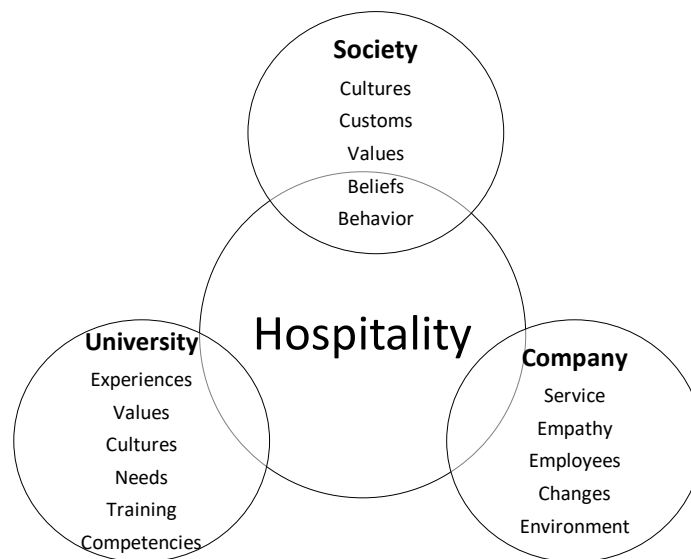 Society
Cultures
Customs
Values
Beliefs
Behavior
Hospitality
University
Experiences
Values
Cultures
Needs
Training
Competencies
Company
Service
Empathy
Employees
Changes
Environment